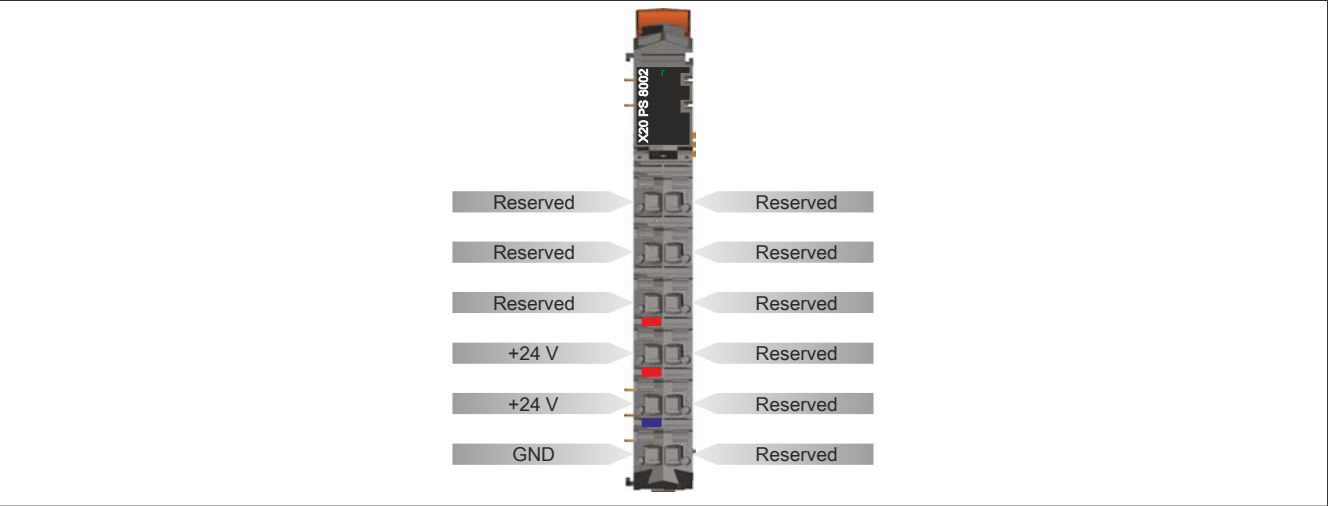 X20 PS 8002
r
Reserved Reserved
Reserved Reserved
Reserved Reserved
+24 V Reserved
+24 V Reserved
GND Reserved